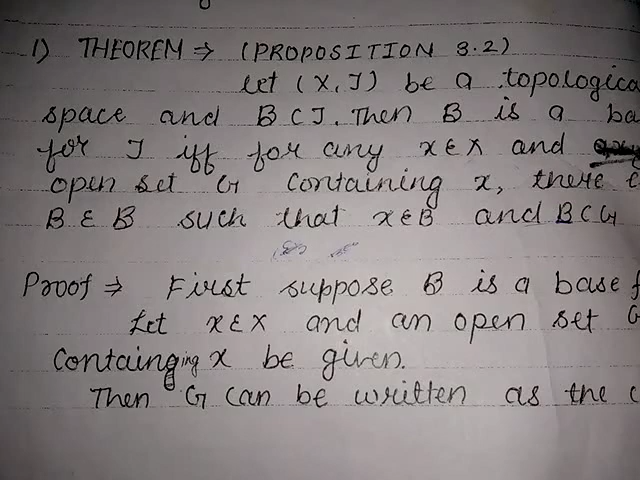 1) THEOREM ⇒ (PROPOSITION 3.2)
Let (X, J) be a topologica
space and B ⊂ J. Then B is a ba
for J iff for any x ∈ X and
open set G containing x, there e
B ∈ B such that x ∈ B and B ⊂ G
Proof ⇒ First suppose B is a base f
Let x ∈ X and an open set G
Containging x be given.
Then G can be written as the